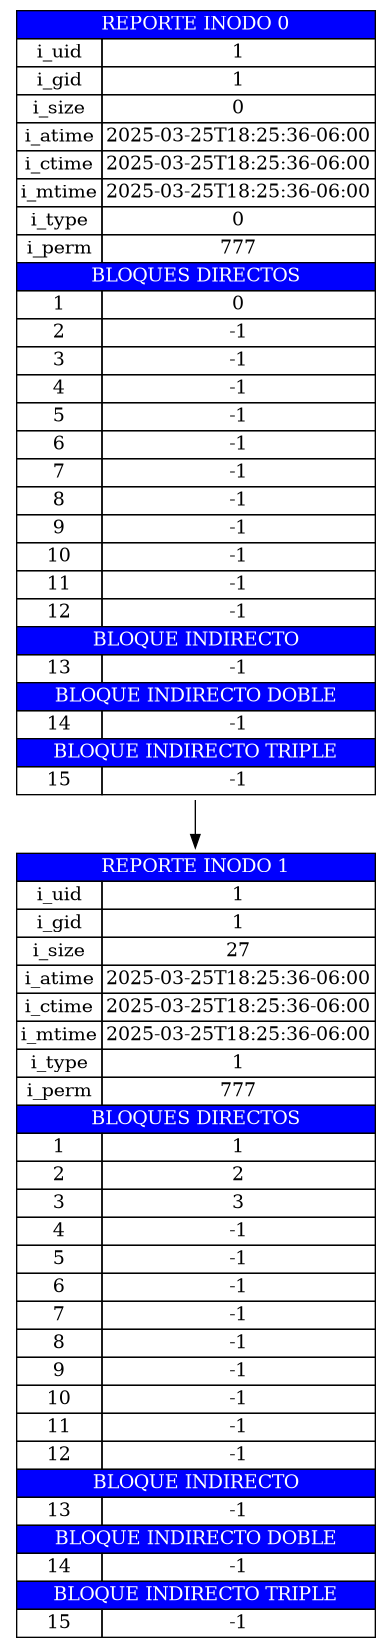 REPORTE INODO 0
i_uid 1
i_gid 1
i_size 0
i_atime 2025-03-25T18:25:36-06:00
i_ctime 2025-03-25T18:25:36-06:00
i_mtime 2025-03-25T18:25:36-06:00
i_type 0
i_perm 777
BLOQUES DIRECTOS
1 0
2 -1
3 -1
4 -1
5 -1
6 -1
7 -1
8 -1
9 -1
10 -1
11 -1
12 -1
BLOQUE INDIRECTO
13 -1
BLOQUE INDIRECTO DOBLE
14 -1
BLOQUE INDIRECTO TRIPLE
15 -1
REPORTE INODO 1
i_uid 1
i_gid 1
i_size 27
i_atime 2025-03-25T18:25:36-06:00
i_ctime 2025-03-25T18:25:36-06:00
i_mtime 2025-03-25T18:25:36-06:00
i_type 1
i_perm 777
BLOQUES DIRECTOS
1 1
2 2
3 3
4 -1
5 -1
6 -1
7 -1
8 -1
9 -1
10 -1
11 -1
12 -1
BLOQUE INDIRECTO
13 -1
BLOQUE INDIRECTO DOBLE
14 -1
BLOQUE INDIRECTO TRIPLE
15 -1